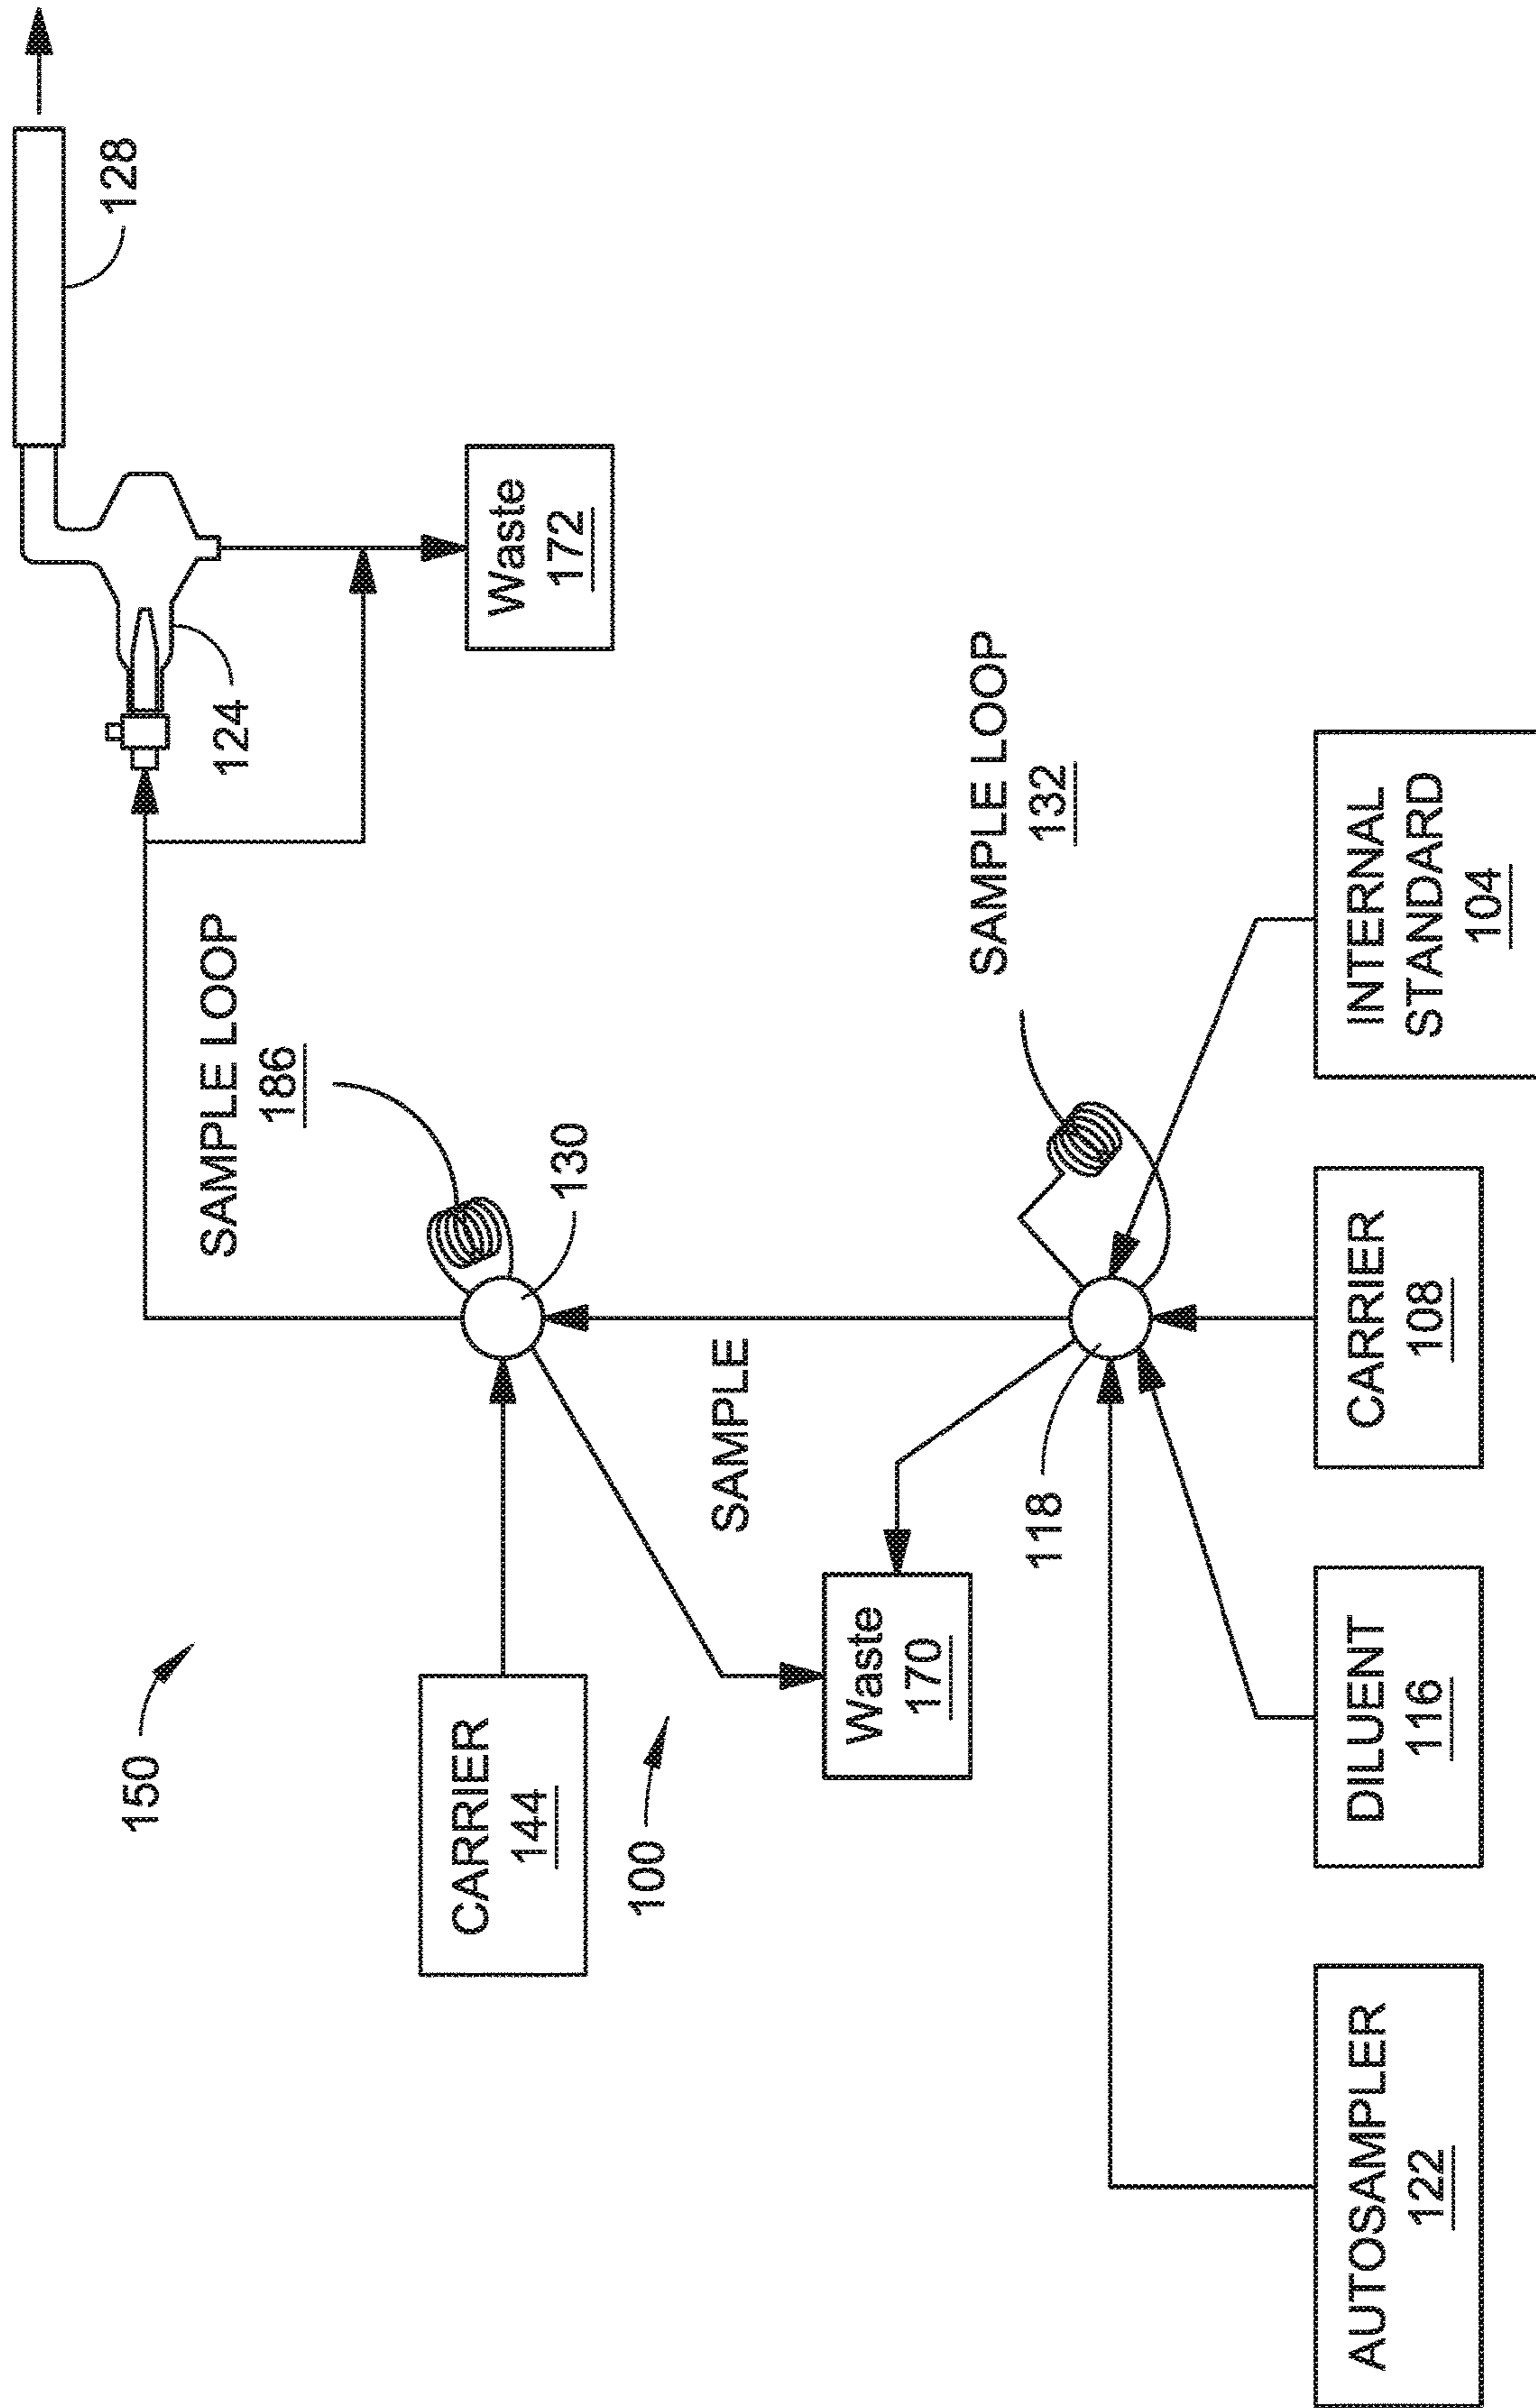 150
100
CARRIER
144
SAMPLE LOOP
186
130
124
128
Waste
172
SAMPLE
Waste
170
118
SAMPLE LOOP
132
AUTOSAMPLER
122
DILUENT
116
CARRIER
108
INTERNAL
STANDARD
104